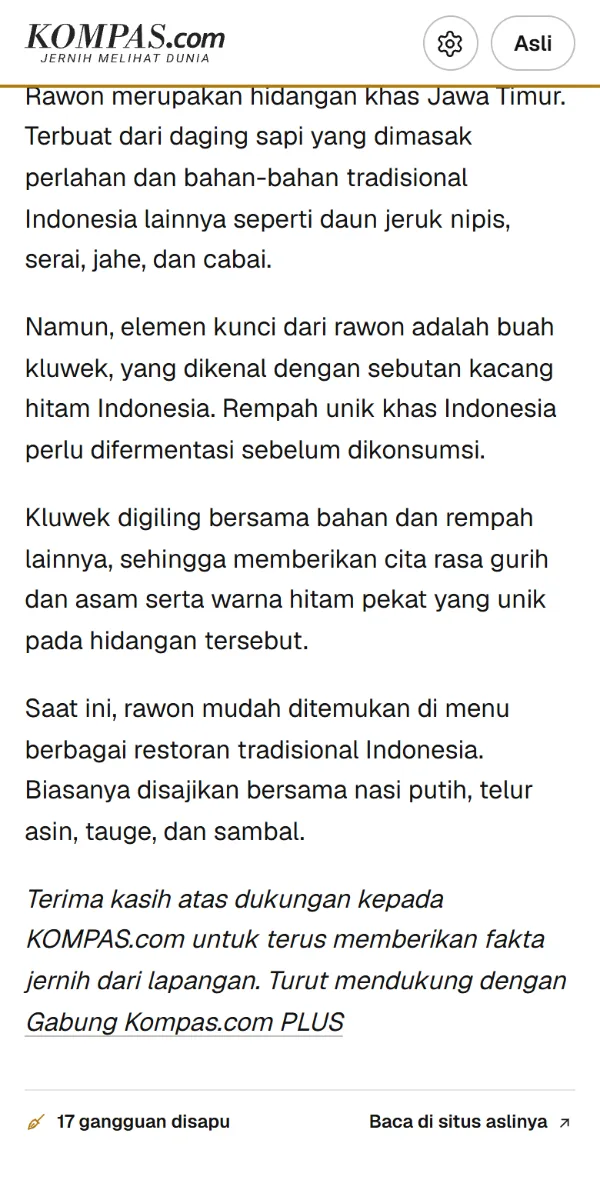 KOMPAS.com
JERNIH MELIHAT DUNIA
Asli
Rawon merupakan hidangan khas Jawa Timur.
Terbuat dari daging sapi yang dimasak
perlahan dan bahan-bahan tradisional
Indonesia lainnya seperti daun jeruk nipis,
serai, jahe, dan cabai.
Namun, elemen kunci dari rawon adalah buah
kluwek, yang dikenal dengan sebutan kacang
hitam Indonesia. Rempah unik khas Indonesia
perlu difermentasi sebelum dikonsumsi.
Kluwek digiling bersama bahan dan rempah
lainnya, sehingga memberikan cita rasa gurih
dan asam serta warna hitam pekat yang unik
pada hidangan tersebut.
Saat ini, rawon mudah ditemukan di menu
berbagai restoran tradisional Indonesia.
Biasanya disajikan bersama nasi putih, telur
asin, tauge, dan sambal.
Terima kasih atas dukungan kepada
KOMPAS.com untuk terus memberikan fakta
jernih dari lapangan. Turut mendukung dengan
Gabung Kompas.com PLUS
17 gangguan disapu
Baca di situs aslinya ↗